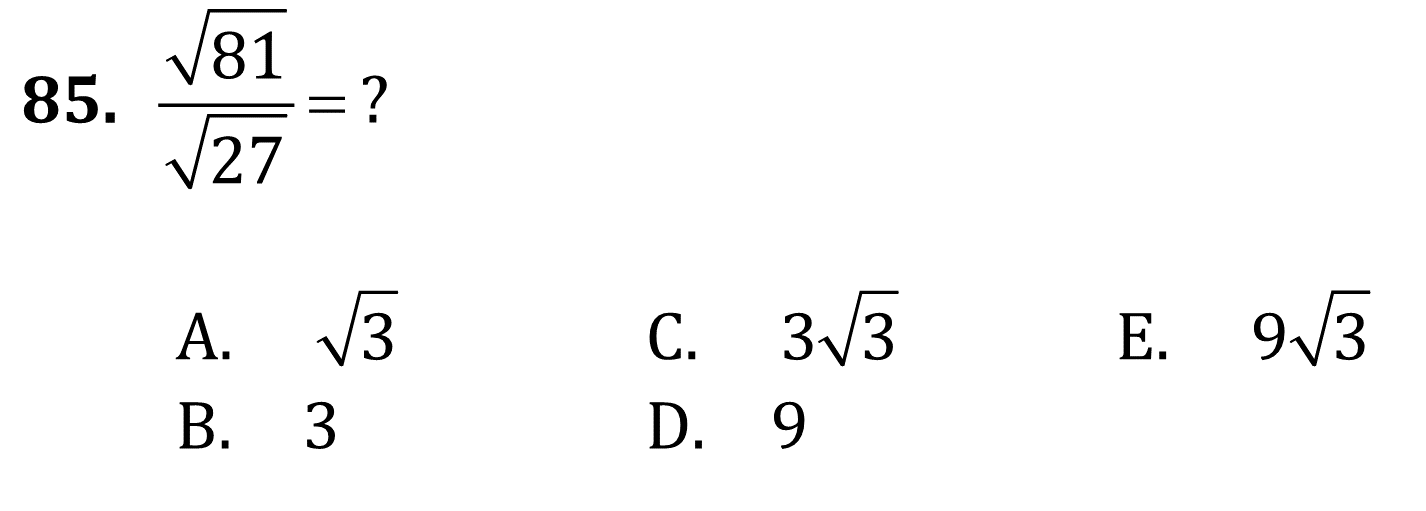 85. √81/√27 = ?
A. √3 C. 3√3 E. 9√3
B. 3 D. 9